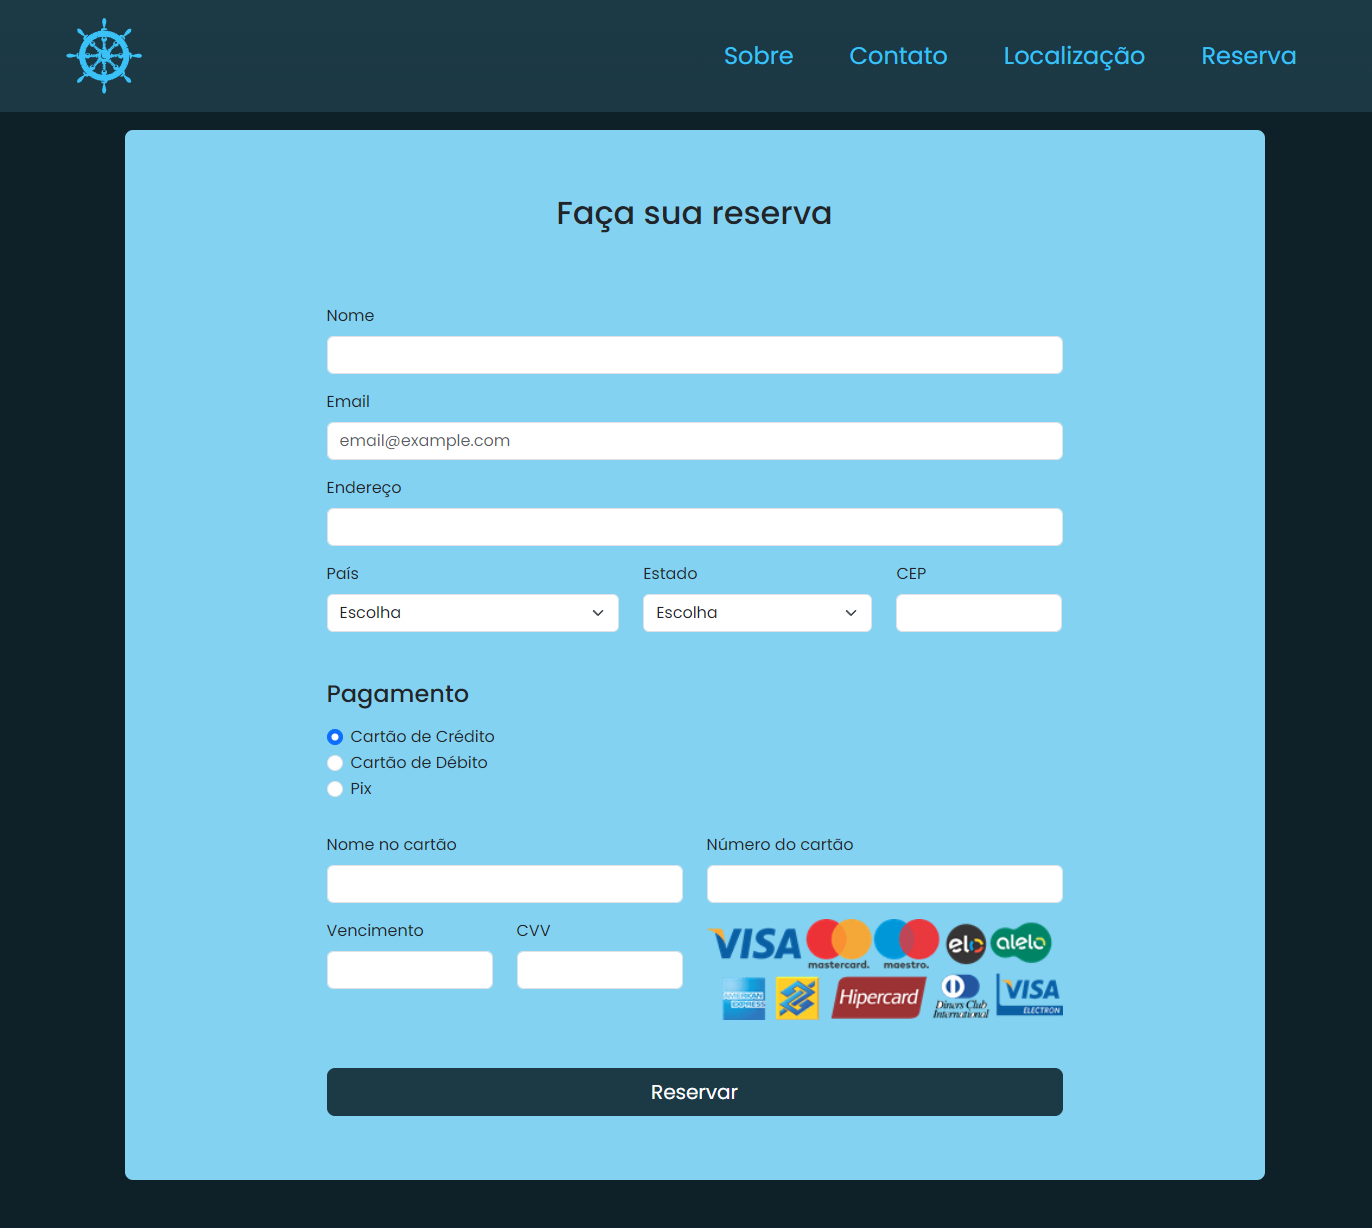 Sobre Contato Localização Reserva
Faça sua reserva
Nome
Email
email@example.com
Endereço
País Estado CEP
Escolha Escolha
Pagamento
Cartão de Crédito
Cartão de Débito
Pix
Nome no cartão Número do cartão
Vencimento CVV
VISA mastercard. maestro. elo alelo
AMERICAN EXPRESS Hipercard Diners Club International VISA ELECTRON
Reservar